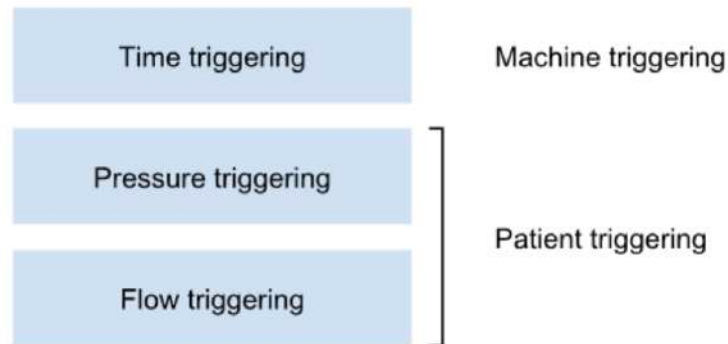 Time triggering
Machine triggering
Pressure triggering
Patient triggering
Flow triggering